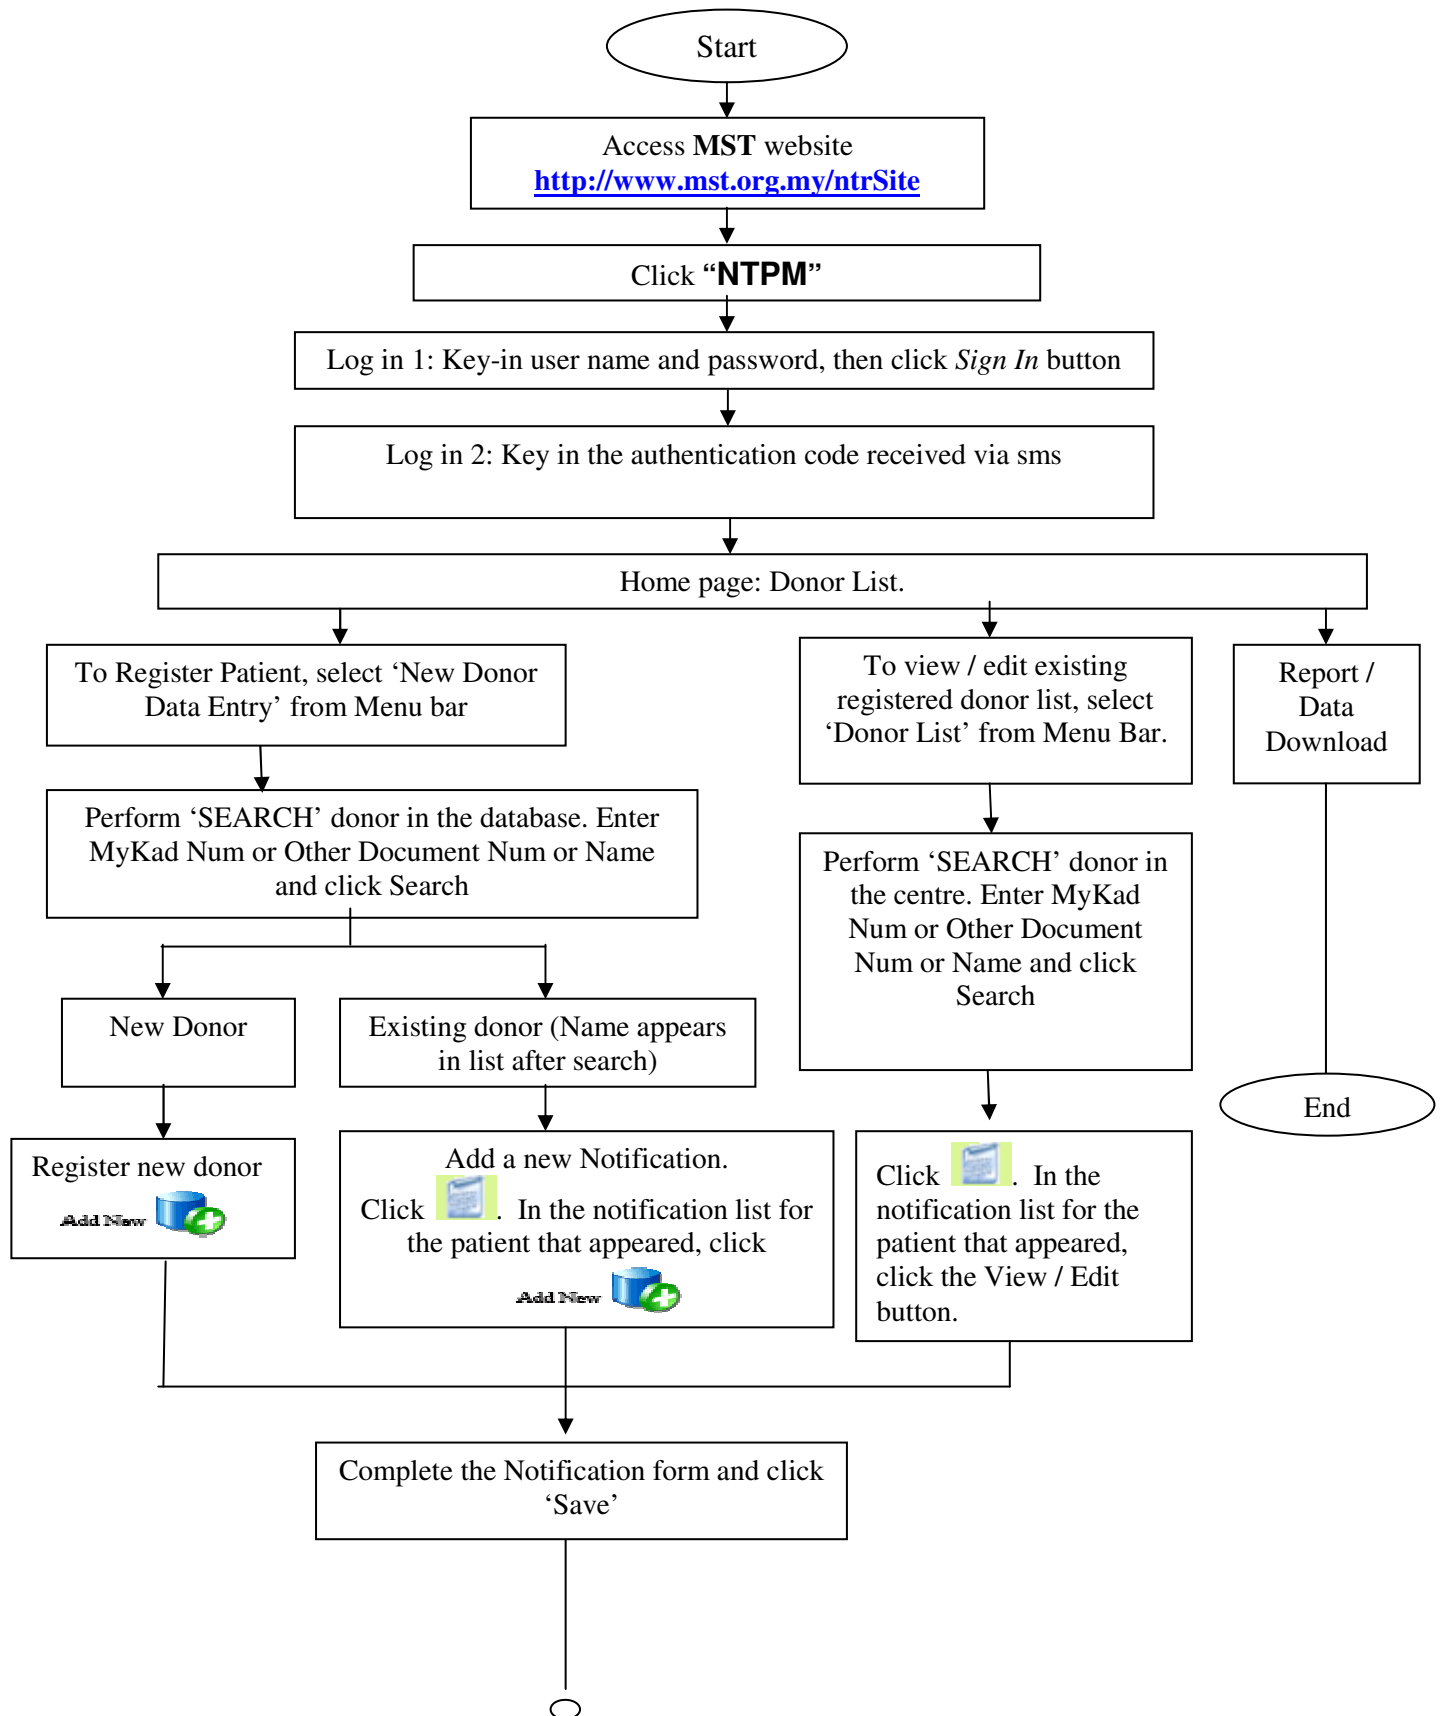 Start
Access MST website
http://www.mst.org.my/ntrSite
Click “NTPM”
Log in 1: Key-in user name and password, then click Sign In button
Log in 2: Key in the authentication code received via sms
Home page: Donor List.
To Register Patient, select ‘New Donor
Data Entry’ from Menu bar
To view / edit existing
registered donor list, select
‘Donor List’ from Menu Bar.
Report /
Data
Download
Perform ‘SEARCH’ donor in the database. Enter
MyKad Num or Other Document Num or Name
and click Search
Perform ‘SEARCH’ donor in
the centre. Enter MyKad
Num or Other Document
Num or Name and click
Search
New Donor
Existing donor (Name appears
in list after search)
End
Register new donor
Add New
Add a new Notification.
Click . In the notification list for
the patient that appeared, click
Add New
Click . In the
notification list for the
patient that appeared,
click the View / Edit
button.
Complete the Notification form and click
‘Save’